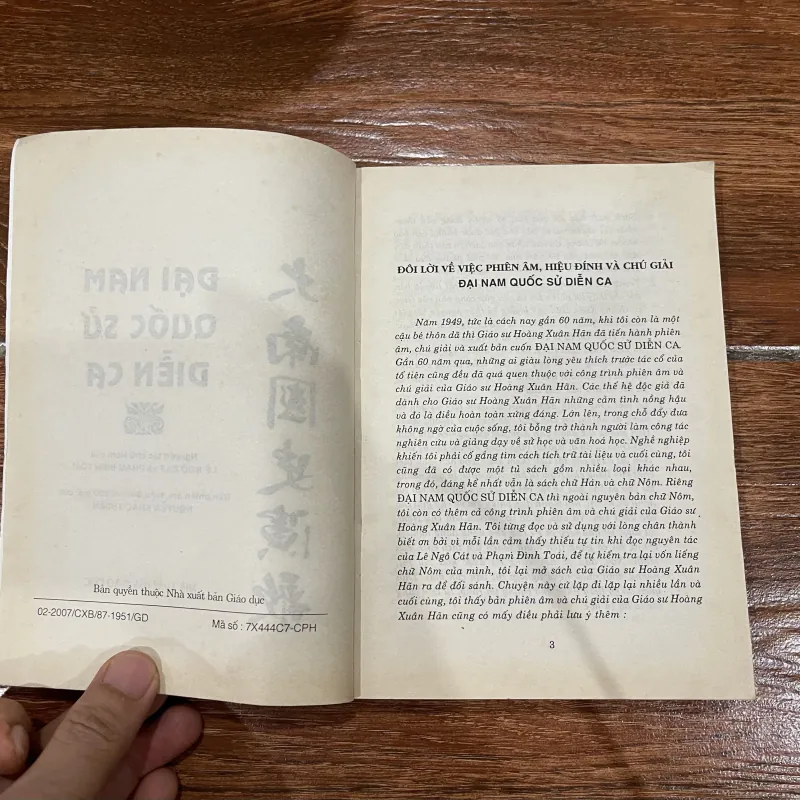 Bản quyền thuộc Nhà xuất bản Giáo dục
02-2007/CXB/87-1951/GD
Mã số : 7X444C7-CPH
ĐÔI LỜI VỀ VIỆC PHIÊN ÂM, HIỆU ĐÍNH VÀ CHÚ GIẢI
ĐẠI NAM QUỐC SỬ DIỄN CA
Năm 1949, tức là cách nay gần 60 năm, khi tôi còn là một
cậu bé thôn dã thì Giáo sư Hoàng Xuân Hãn đã tiến hành phiên
âm, chú giải và xuất bản cuốn ĐẠI NAM QUỐC SỬ DIỄN CA.
Gần 60 năm qua, những ai giàu lòng yêu thích trước tác cổ của
tổ tiên cũng đều đã quá quen thuộc với công trình phiên âm và
chú giải của Giáo sư Hoàng Xuân Hãn. Các thế hệ độc giả đã
dành cho Giáo sư Hoàng Xuân Hãn những cảm tình nồng hậu
và đó là điều hoàn toàn xứng đáng. Lớn lên, trong chỗ đẩy đưa
không ngờ của cuộc sống, tôi bỗng trở thành người làm công tác
nghiên cứu và giảng dạy về sử học và văn hoá học. Nghề nghiệp
khiến tôi phải cố gắng tìm cách tích trữ tài liệu và cuối cùng, tôi
cũng đã có được một tủ sách gồm nhiều loại khác nhau,
trong đó, đáng kể nhất vẫn là sách chữ Hán và chữ Nôm. Riêng
ĐẠI NAM QUỐC SỬ DIỄN CA thì ngoài nguyên bản chữ Nôm,
tôi còn có thêm cả công trình phiên âm và chú giải của Giáo sư
Hoàng Xuân Hãn. Tôi từng đọc và sử dụng với lòng chân thành
biết ơn bởi vì mỗi lần cảm thấy thiếu tự tin khi đọc nguyên tác
của Lê Ngô Cát và Phạm Đình Toái, để tự kiểm tra lại vốn liếng
chữ Nôm của mình, tôi lại mở sách của Giáo sư Hoàng Xuân
Hãn ra để đối sánh. Chuyện này cứ lặp đi lặp lại nhiều lần và
cuối cùng, tôi thấy bản phiên âm và chú giải của Giáo sư Hoàng
Xuân Hãn cũng có mấy điều phải lưu ý thêm :
3